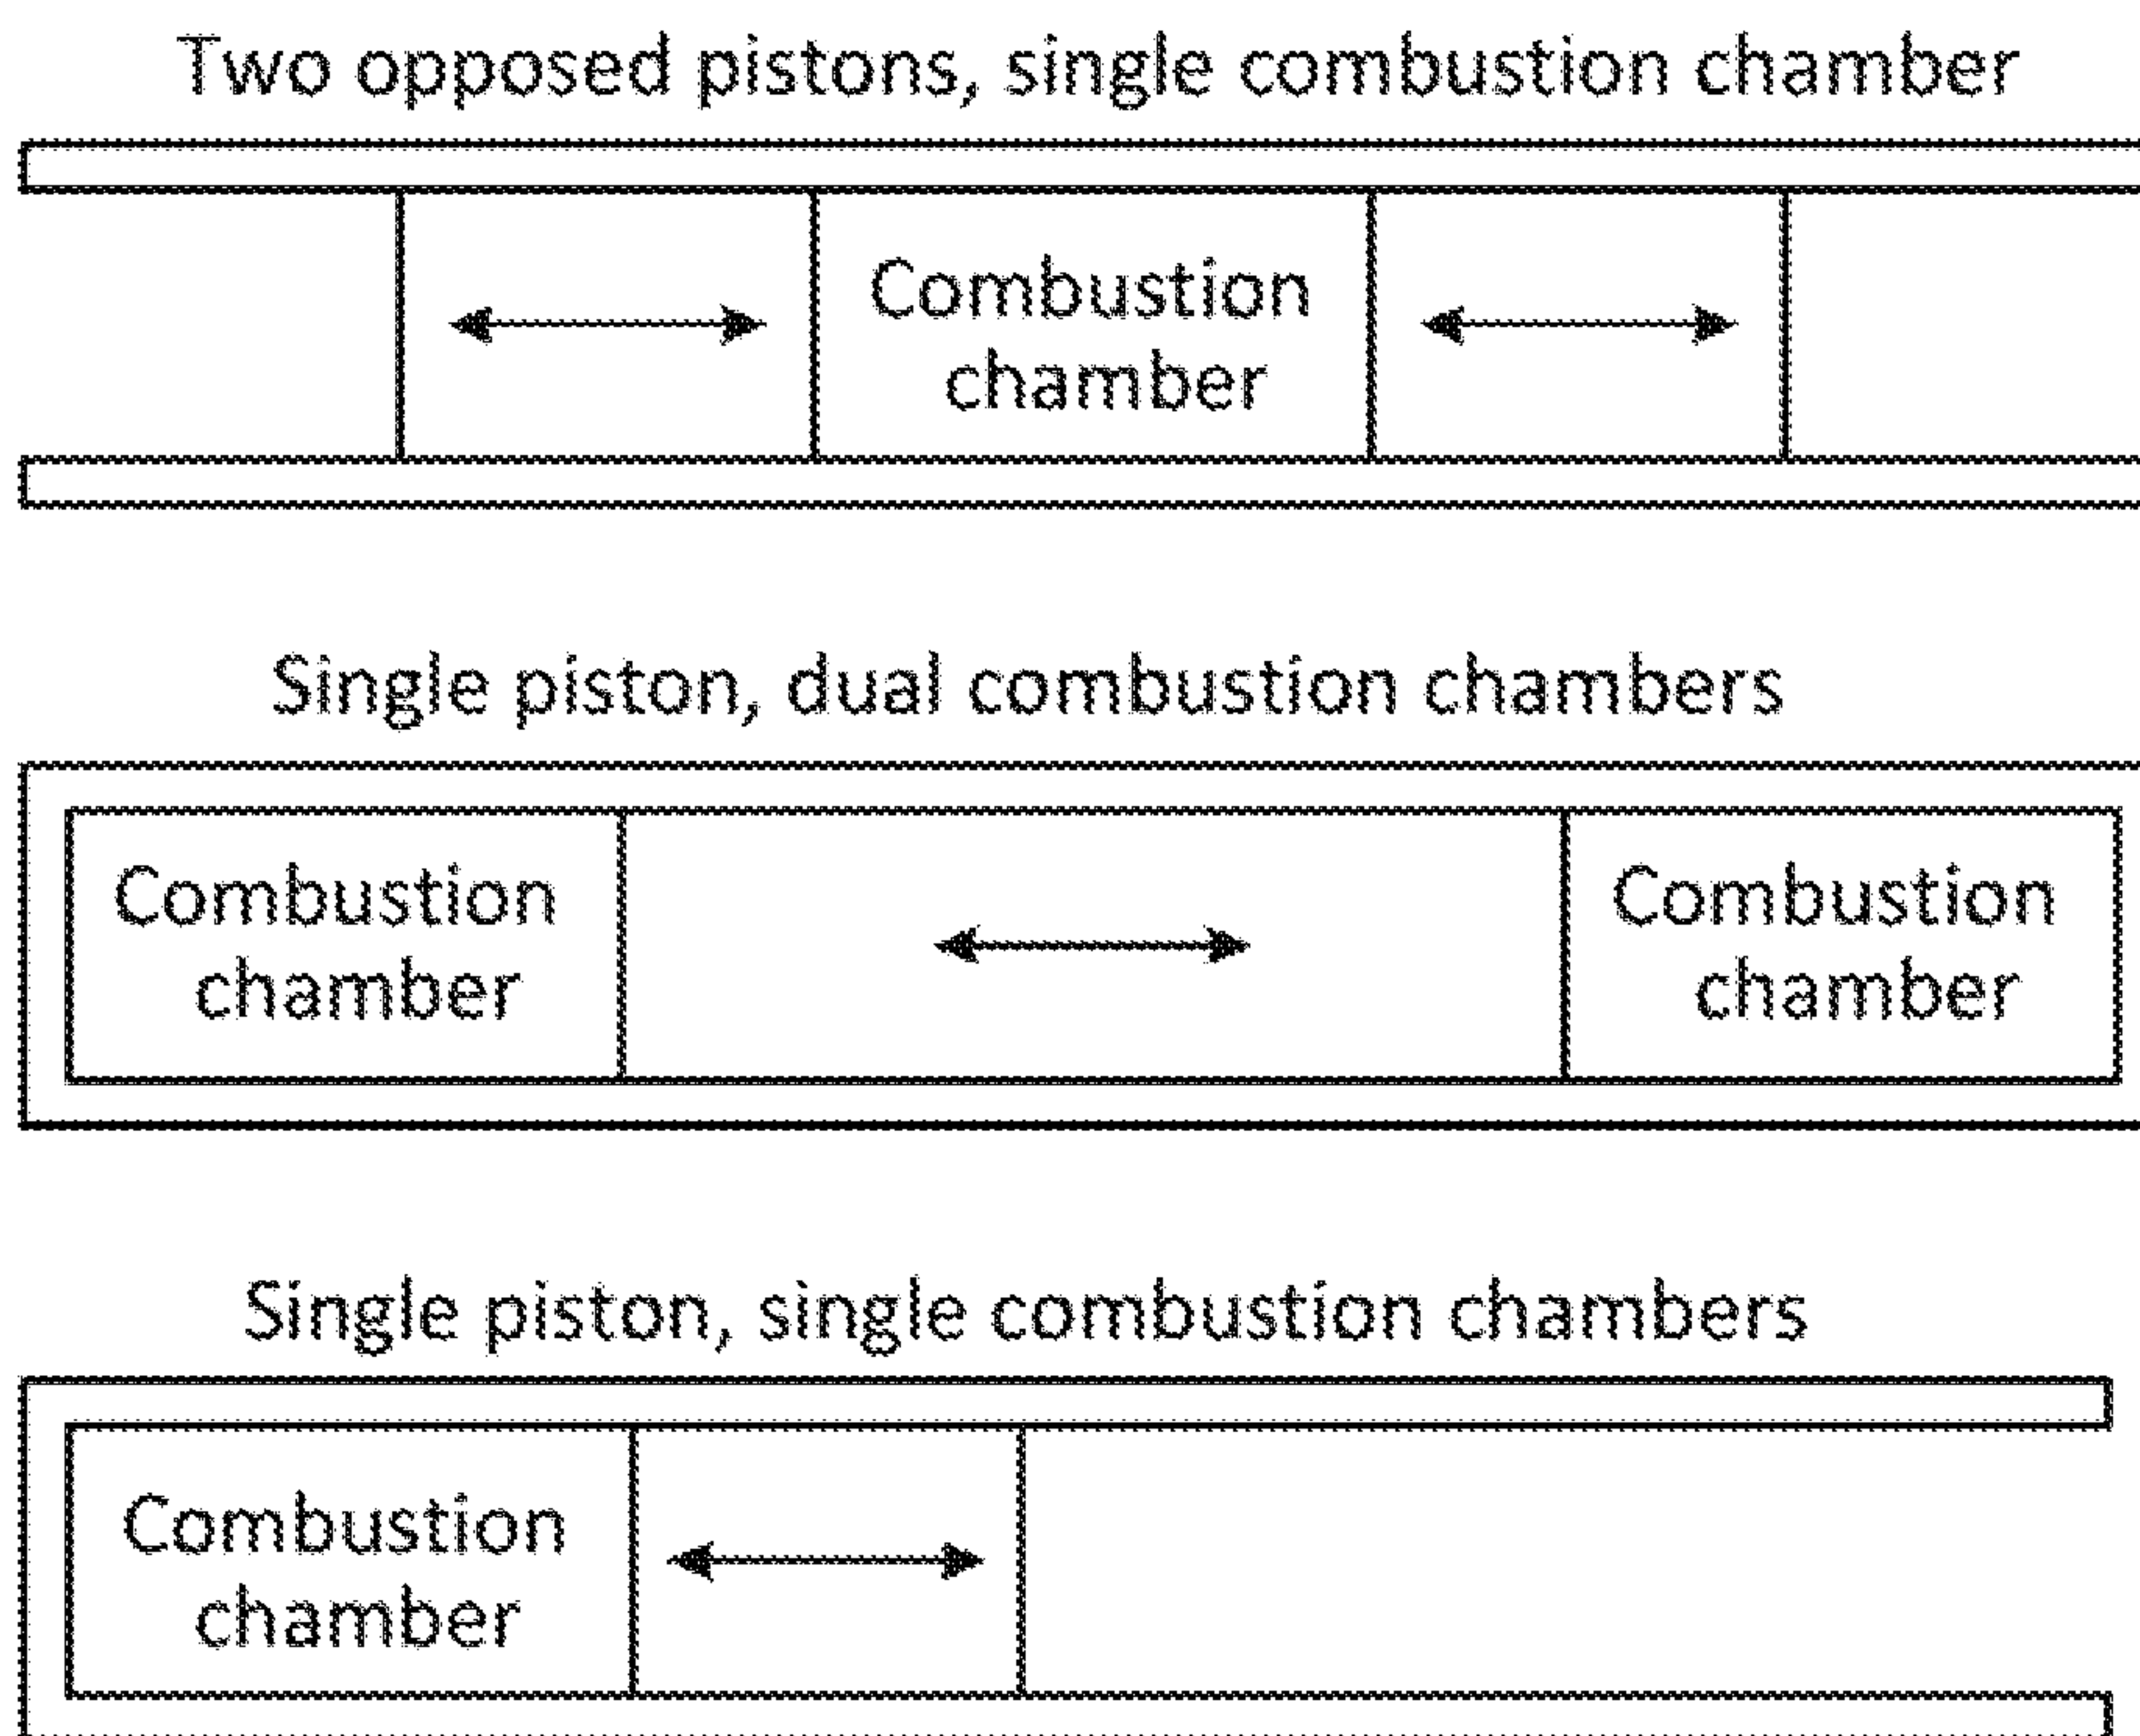 Two opposed pistons, single combustion chamber
Combustion
chamber
Single piston, dual combustion chambers
Combustion
chamber
Combustion
chamber
Single piston, single combustion chambers
Combustion
chamber